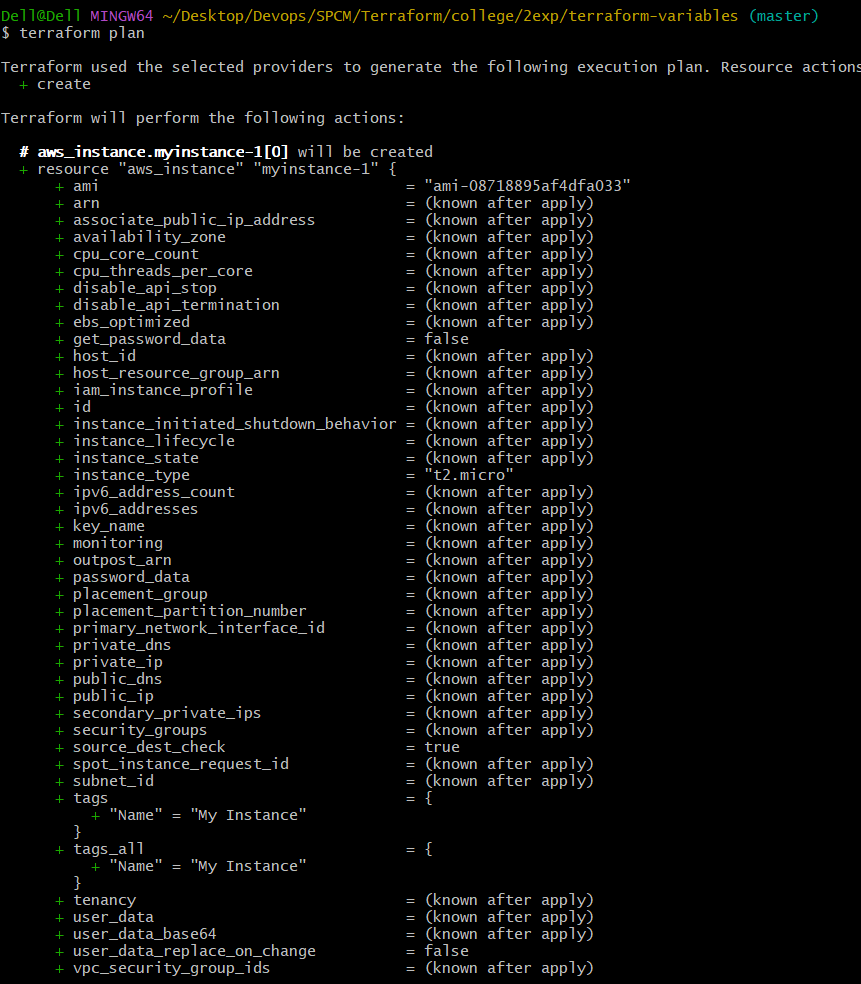 Dell@Dell MINGW64 ~/Desktop/Devops/SPCM/Terraform/college/2exp/terraform-variables (master)
$ terraform plan
Terraform used the selected providers to generate the following execution plan. Resource actions
+ create
Terraform will perform the following actions:
# aws_instance.myinstance-1[0] will be created
+ resource "aws_instance" "myinstance-1" {
+ ami = "ami-08718895af4dfa033"
+ arn = (known after apply)
+ associate_public_ip_address = (known after apply)
+ availability_zone = (known after apply)
+ cpu_core_count = (known after apply)
+ cpu_threads_per_core = (known after apply)
+ disable_api_stop = (known after apply)
+ disable_api_termination = (known after apply)
+ ebs_optimized = (known after apply)
+ get_password_data = false
+ host_id = (known after apply)
+ host_resource_group_arn = (known after apply)
+ iam_instance_profile = (known after apply)
+ id = (known after apply)
+ instance_initiated_shutdown_behavior = (known after apply)
+ instance_lifecycle = (known after apply)
+ instance_state = (known after apply)
+ instance_type = "t2.micro"
+ ipv6_address_count = (known after apply)
+ ipv6_addresses = (known after apply)
+ key_name = (known after apply)
+ monitoring = (known after apply)
+ outpost_arn = (known after apply)
+ password_data = (known after apply)
+ placement_group = (known after apply)
+ placement_partition_number = (known after apply)
+ primary_network_interface_id = (known after apply)
+ private_dns = (known after apply)
+ private_ip = (known after apply)
+ public_dns = (known after apply)
+ public_ip = (known after apply)
+ secondary_private_ips = (known after apply)
+ security_groups = (known after apply)
+ source_dest_check = true
+ spot_instance_request_id = (known after apply)
+ subnet_id = (known after apply)
+ tags = {
+ "Name" = "My Instance"
}
+ tags_all = {
+ "Name" = "My Instance"
}
+ tenancy = (known after apply)
+ user_data = (known after apply)
+ user_data_base64 = (known after apply)
+ user_data_replace_on_change = false
+ vpc_security_group_ids = (known after apply)